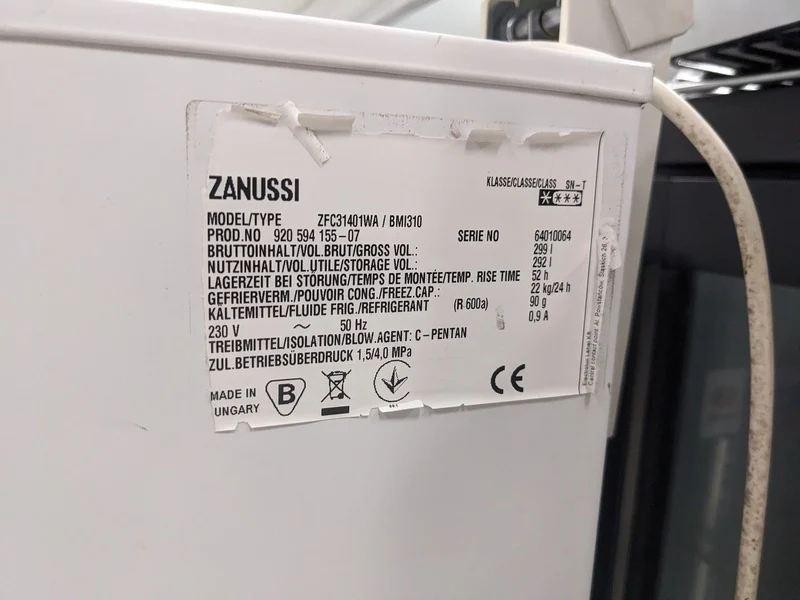 ZANUSSI
KLASSE/CLASSE/CLASS SN-T
MODEL/TYPE ZFC31401WA / BMI310
PROD.NO 920 594 155-07 SERIE NO 64010064
BRUTTOINHALT/VOL.BRUT/GROSS VOL.: 299 l
NUTZINHALT/VOL.UTILE/STORAGE VOL.: 292 l
LAGERZEIT BEI STÖRUNG/TEMPS DE MONTÉE/TEMP. RISE TIME 52 h
GEFRIERVERM./POUVOIR CONG./FREEZ.CAP.: 22 kg/24 h
KÄLTEMITTEL/FLUIDE FRIG./REFRIGERANT (R 600a) 90 g
230 V ~ 50 Hz 0,9 A
TREIBMITTEL/ISOLATION/BLOW.AGENT: C-PENTAN
ZUL.BETRIEBSÜBERDRUCK 1,5/4,0 MPa
MADE IN
UNGARY
B
CE